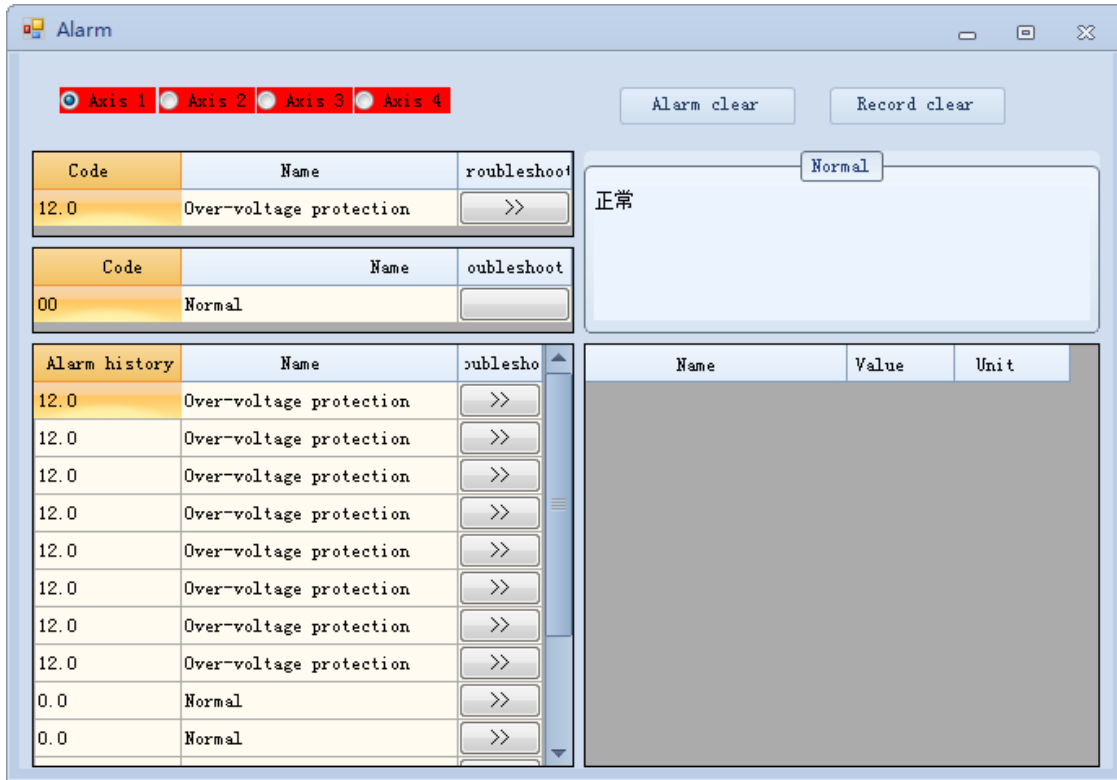 Alarm
Axis 1 Axis 2 Axis 3 Axis 4
Alarm clear Record clear
Code Name roubleshoot
12.0 Over-voltage protection >>
Normal
正常
Code Name oubleshoot
00 Normal
Alarm history Name oublesho
12.0 Over-voltage protection >>
12.0 Over-voltage protection >>
12.0 Over-voltage protection >>
12.0 Over-voltage protection >>
12.0 Over-voltage protection >>
12.0 Over-voltage protection >>
12.0 Over-voltage protection >>
12.0 Over-voltage protection >>
0.0 Normal >>
0.0 Normal >>
Name Value Unit